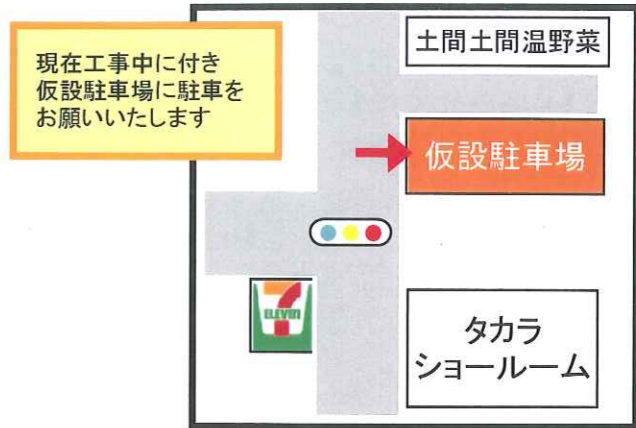 現在工事中に付き
仮設駐車場に駐車を
お願いいたします
土間土間温野菜
仮設駐車場
7
ELEVEn
タカラ
ショールーム